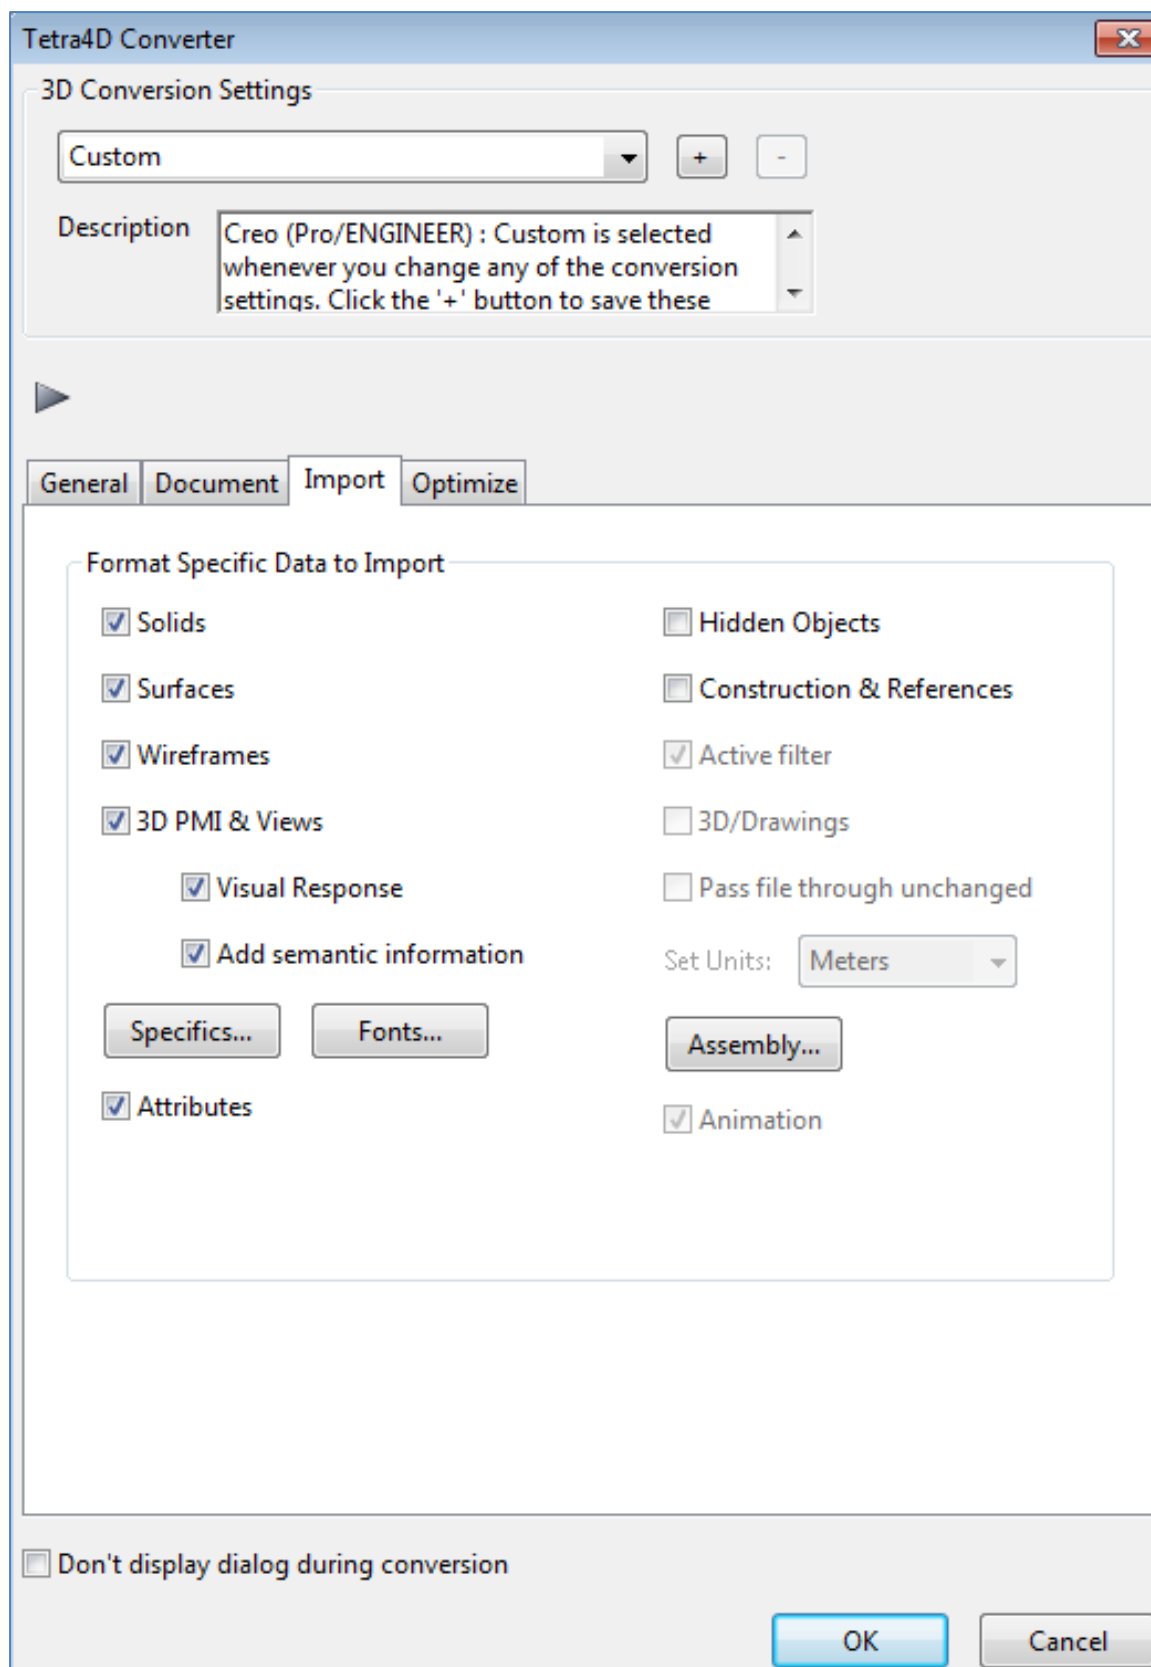 Tetra4D Converter
3D Conversion Settings
Custom
+
-
Description
Creo (Pro/ENGINEER) : Custom is selected
whenever you change any of the conversion
settings. Click the '+' button to save these
General Document Import Optimize
Format Specific Data to Import
Solids
Surfaces
Wireframes
3D PMI & Views
Visual Response
Add semantic information
Specifics... Fonts...
Attributes
Hidden Objects
Construction & References
Active filter
3D/Drawings
Pass file through unchanged
Set Units: Meters
Assembly...
Animation
Don't display dialog during conversion
OK Cancel